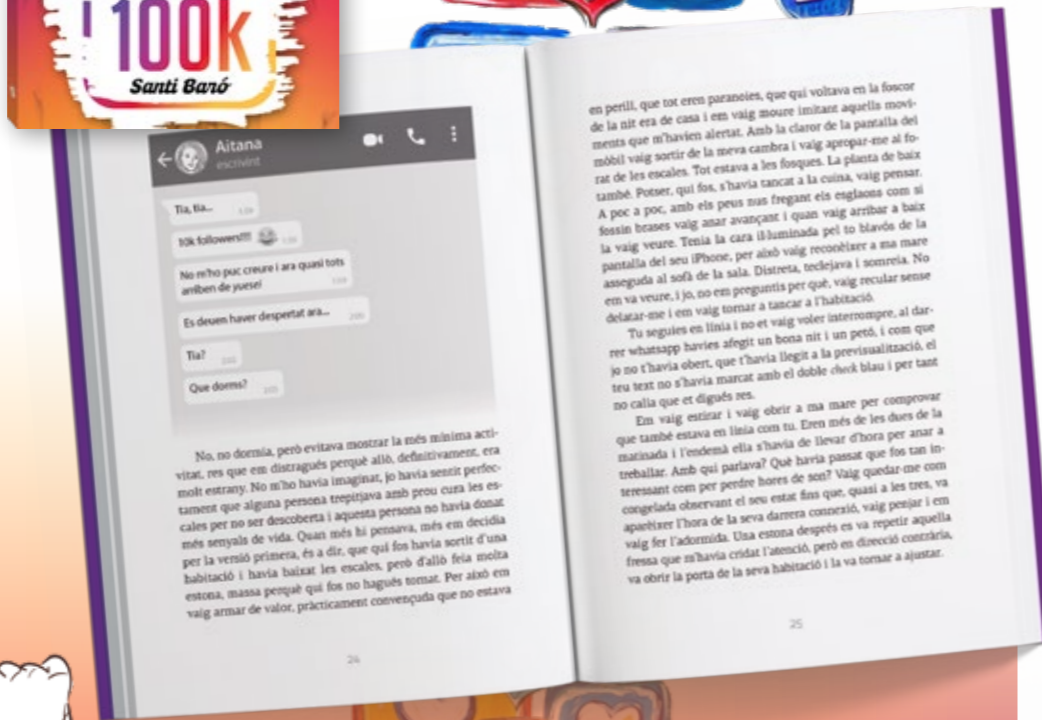 100k
Santi Baró
Aitana
escrivint
Tia, tia...
10k followers!!!!
No m'ho puc creure i ara quasi tots
arriben de yuesei
Es deuen haver despertat ara...
Tia?
Que dorms?
No, no dormia, però evitava mostrar la més mínima acti-
vitat, res que em distragués perquè allò, definitivament, era
molt estrany. No m'ho havia imaginat, jo havia sentit perfec-
tament que alguna persona trepitjava amb prou cura les es-
cales per no ser descoberta i aquesta persona no havia donat
més senyals de vida. Quan més hi pensava, més em decidia
per la versió primera, és a dir, que qui fos havia sortit d'una
habitació i havia baixat les escales, però d'allò feia molta
estona, massa perquè qui fos no hagués tornat. Per això em
vaig armar de valor, pràcticament convençuda que no estava
24
en perill, que tot eren paranoies, que qui voltava en la foscor
de la nit era de casa i em vaig moure imitant aquells movi-
ments que m'havien alertat. Amb la claror de la pantalla del
mòbil vaig sortir de la meva cambra i vaig apropar-me al fo-
rat de les escales. Tot estava a les fosques. La planta de baix
també. Potser, qui fos, s'havia tancat a la cuina, vaig pensar.
A poc a poc, amb els peus nus fregant els esglaons com si
fossin brases vaig anar avançant i quan vaig arribar a baix
la vaig veure. Tenia la cara il·luminada pel to blavós de la
pantalla del seu iPhone, per això vaig reconèixer a ma mare
asseguda al sofà de la sala. Distreta, teclejava i somreia. No
em va veure, i jo, no em preguntis per què, vaig recular sense
delatar-me i em vaig tornar a tancar a l'habitació.
Tu seguies en línia i no et vaig voler interrompre, al dar-
rer whatsapp havies afegit un bona nit i un petó, i com que
jo no t'havia obert, que t'havia llegit a la previsualització, el
teu text no s'havia marcat amb el doble check blau i per tant
no calia que et digués res.
Em vaig estirar i vaig obrir a ma mare per comprovar
que també estava en línia com tu. Eren més de les dues de la
matinada i l'endemà ella s'havia de llevar d'hora per anar a
treballar. Amb qui parlava? Què havia passat que fos tan in-
teressant com per perdre hores de son? Vaig quedar-me com
congelada observant el seu estat fins que, quasi a les tres, va
aparèixer l'hora de la seva darrera connexió, vaig penjar i em
vaig fer l'adormida. Una estona després es va repetir aquella
fressa que m'havia cridat l'atenció, però en direcció contrària,
va obrir la porta de la seva habitació i la va tornar a ajustar.
25